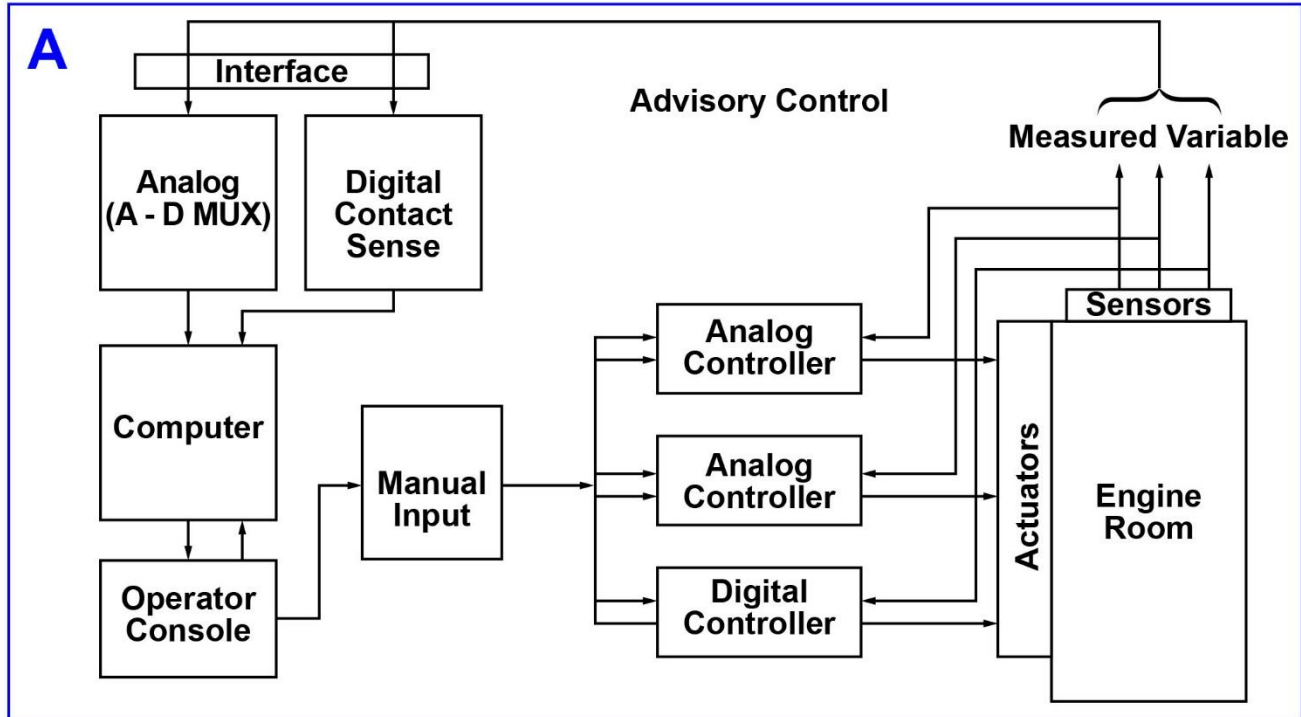 A
Interface
Advisory Control
Measured Variable
Analog
(A - D MUX)
Digital
Contact
Sense
Sensors
Analog
Controller
Computer
Manual
Input
Analog
Controller
Actuators
Engine
Room
Operator
Console
Digital
Controller